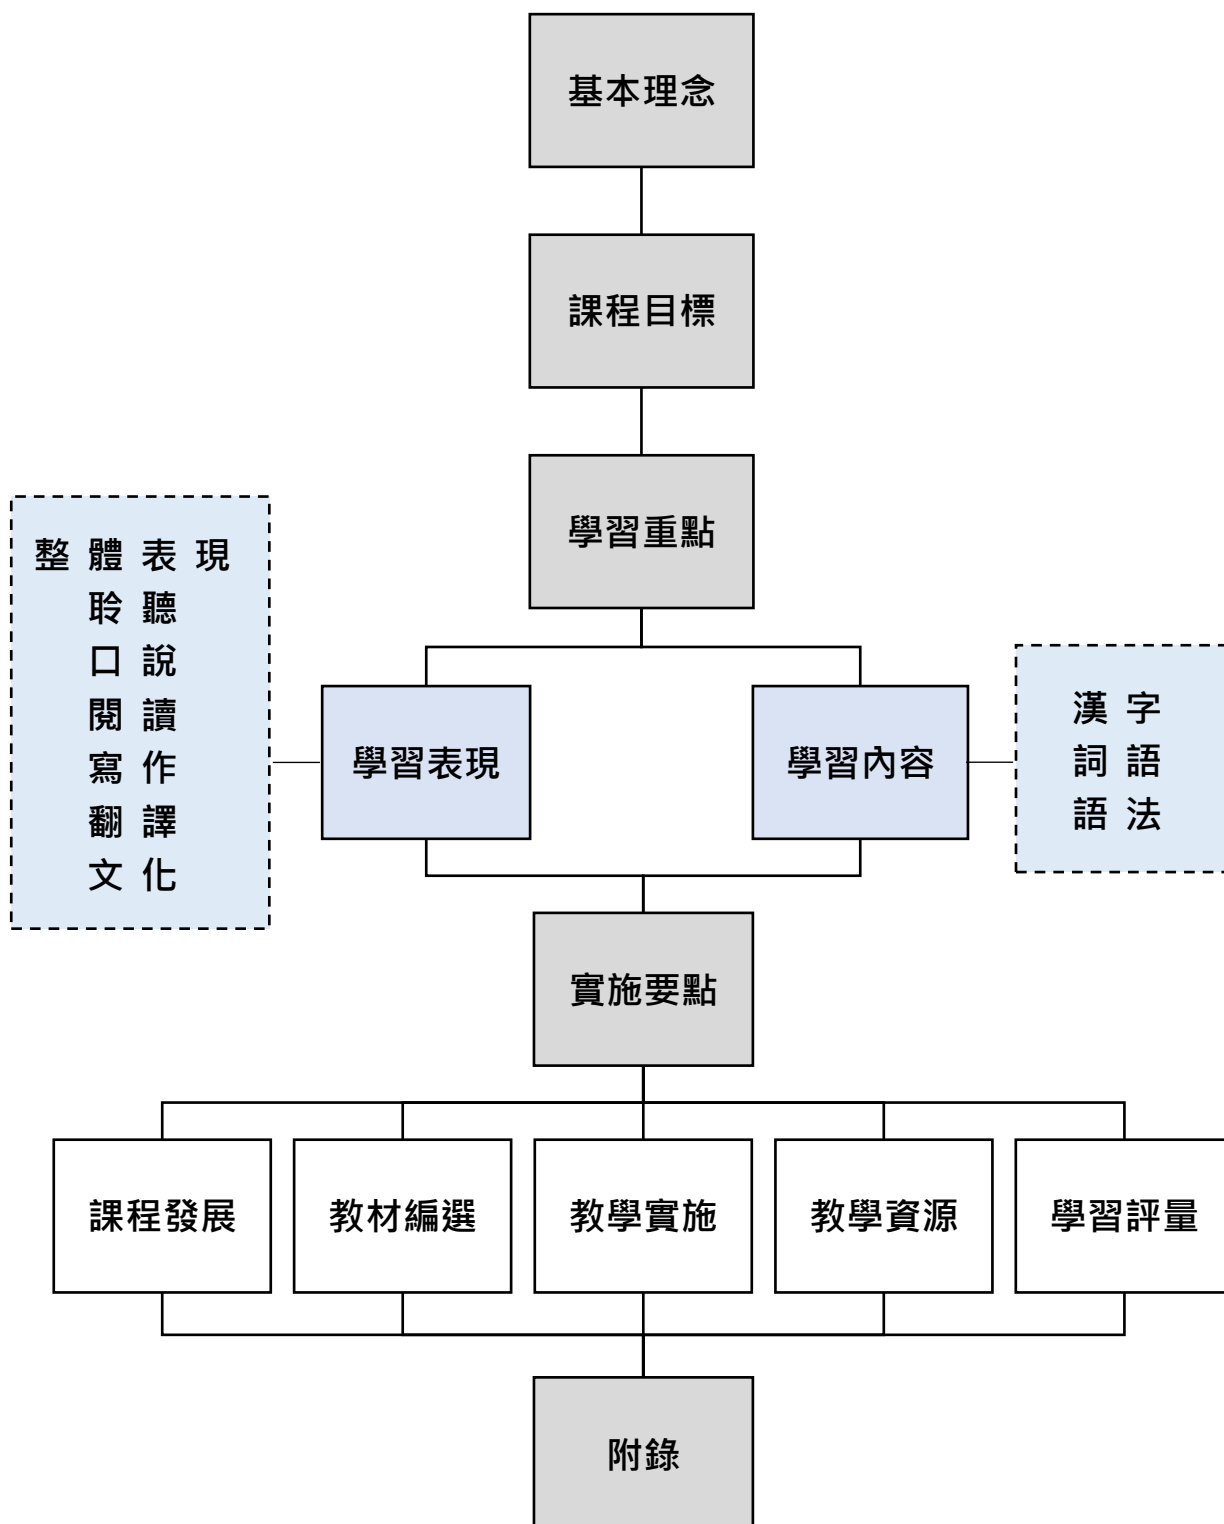 基本理念
課程目標
學習重點
整體表現
聆聽
口說
閱讀
寫作
翻譯
文化
學習表現
學習內容
漢字
詞語
語法
實施要點
課程發展
教材編選
教學實施
教學資源
學習評量
附錄